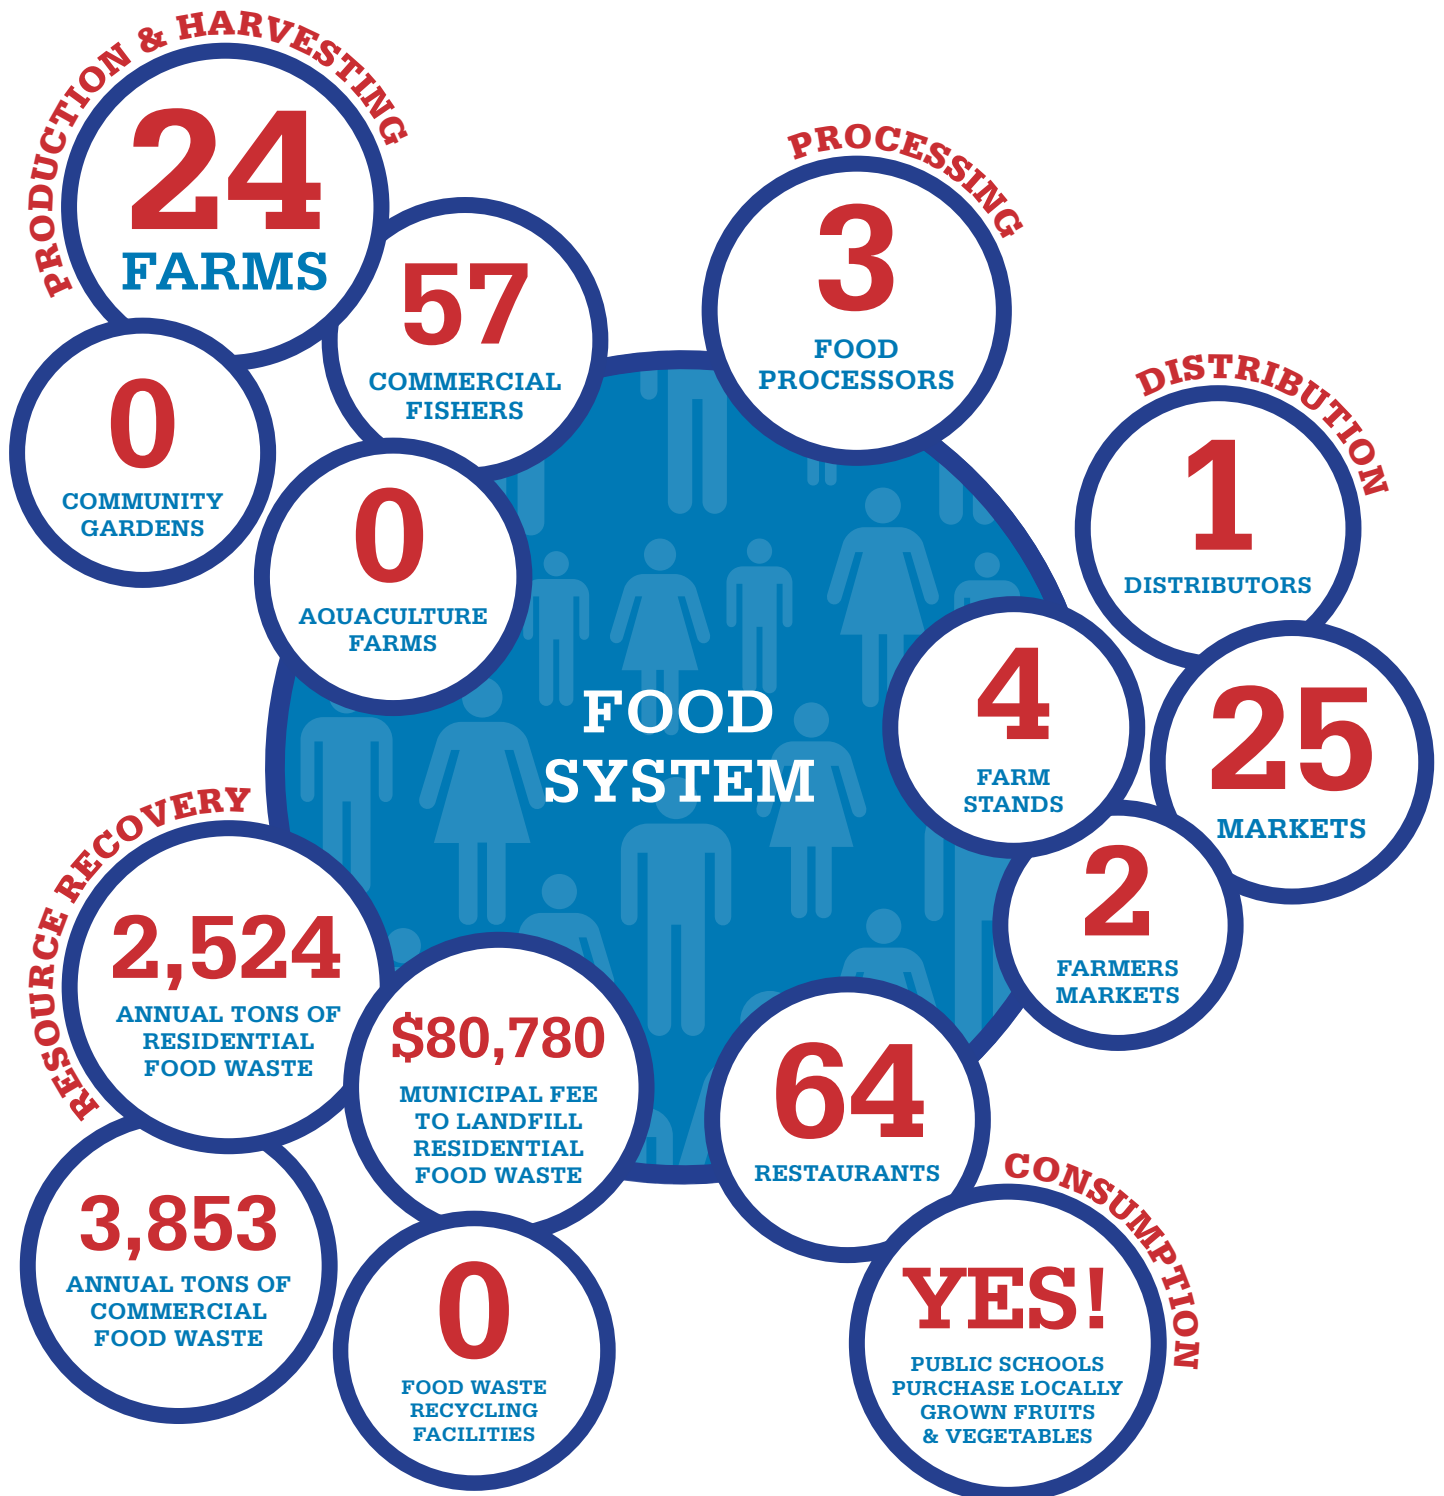 PRODUCTION & HARVESTING
24
FARMS
57
COMMERCIAL
FISHERS
0
COMMUNITY
GARDENS
0
AQUACULTURE
FARMS
PROCESSING
3
FOOD
PROCESSORS
DISTRIBUTION
1
DISTRIBUTORS
4
FARM
STANDS
25
MARKETS
2
FARMERS
MARKETS
FOOD
SYSTEM
RESOURCE RECOVERY
2,524
ANNUAL TONS OF
RESIDENTIAL
FOOD WASTE
$80,780
MUNICIPAL FEE
TO LANDFILL
RESIDENTIAL
FOOD WASTE
3,853
ANNUAL TONS OF
COMMERCIAL
FOOD WASTE
0
FOOD WASTE
RECYCLING
FACILITIES
64
RESTAURANTS
CONSUMPTION
YES!
PUBLIC SCHOOLS
PURCHASE LOCALLY
GROWN FRUITS
& VEGETABLES